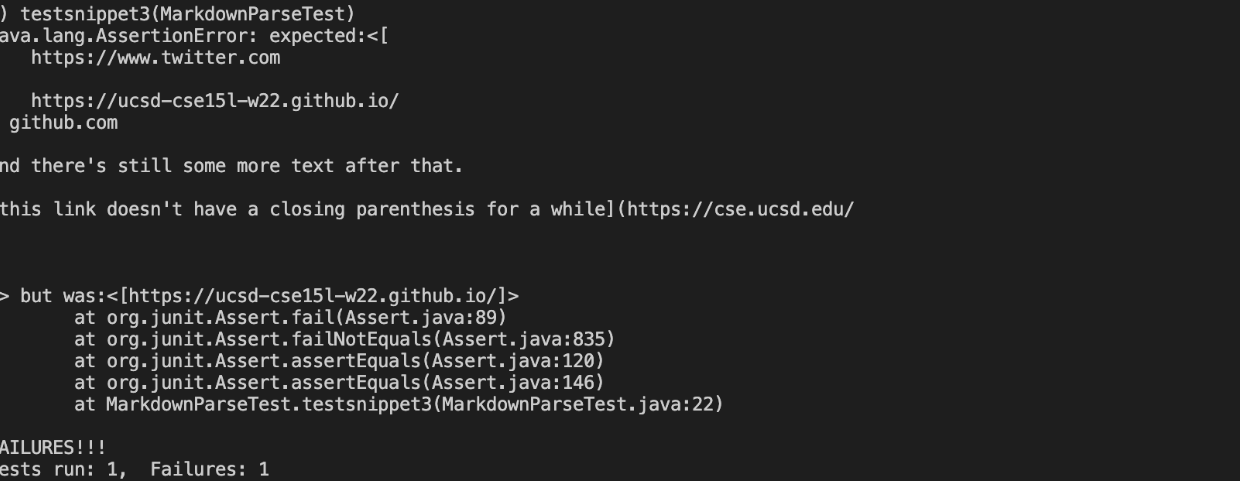 ) testsnippet3(MarkdownParseTest)
ava.lang.AssertionError: expected:<[
https://www.twitter.com
https://ucsd-cse15l-w22.github.io/
github.com
nd there's still some more text after that.
this link doesn't have a closing parenthesis for a while](https://cse.ucsd.edu/
> but was:<[https://ucsd-cse15l-w22.github.io/]>
at org.junit.Assert.fail(Assert.java:89)
at org.junit.Assert.failNotEquals(Assert.java:835)
at org.junit.Assert.assertEquals(Assert.java:120)
at org.junit.Assert.assertEquals(Assert.java:146)
at MarkdownParseTest.testsnippet3(MarkdownParseTest.java:22)
AILURES!!!
ests run: 1,  Failures: 1